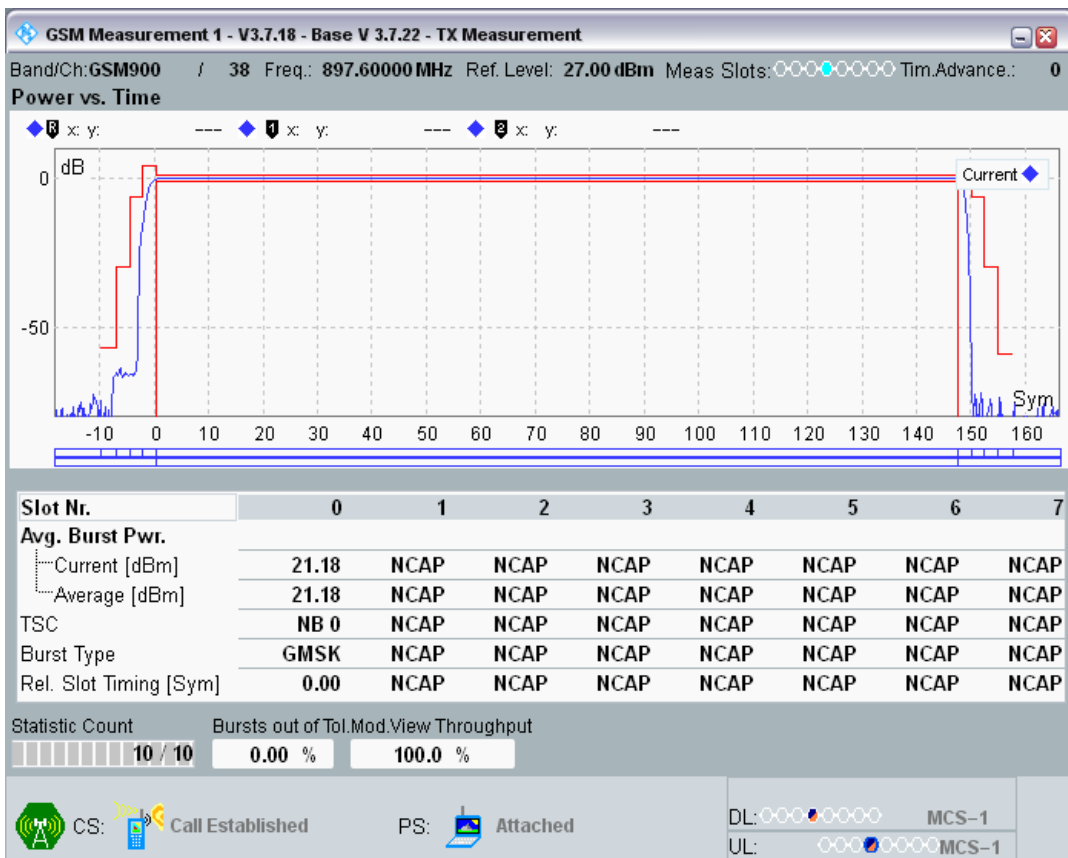 GSM Measurement 1 - V3.7.18 - Base V 3.7.22 - TX Measurement
Band/Ch:GSM900 / 38 Freq.: 897.60000 MHz Ref. Level: 27.00 dBm Meas Slots: Tim.Advance.: 0
Power vs. Time
R x: y: --- 1 x: y: --- 2 x: y: ---
dB
Current
0
-50
Sym
-10 0 10 20 30 40 50 60 70 80 90 100 110 120 130 140 150 160
Slot Nr. 0 1 2 3 4 5 6 7
Avg. Burst Pwr.
Current [dBm] 21.18 NCAP NCAP NCAP NCAP NCAP NCAP NCAP
Average [dBm] 21.18 NCAP NCAP NCAP NCAP NCAP NCAP NCAP
TSC NB 0 NCAP NCAP NCAP NCAP NCAP NCAP NCAP
Burst Type GMSK NCAP NCAP NCAP NCAP NCAP NCAP NCAP
Rel. Slot Timing [Sym] 0.00 NCAP NCAP NCAP NCAP NCAP NCAP NCAP
Statistic Count Bursts out of Tol.Mod.View Throughput
10 / 10 0.00 % 100.0 %
CS: Call Established PS: Attached
DL: MCS-1
UL: MCS-1